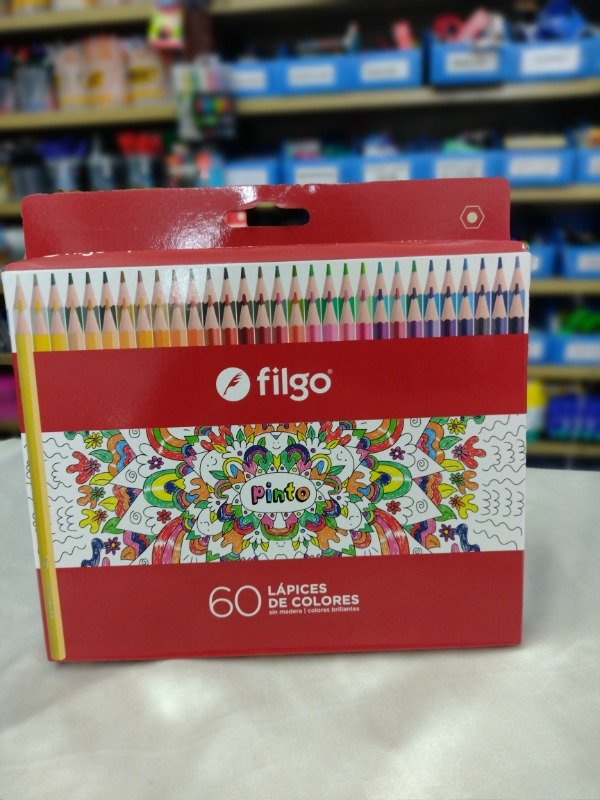 filgo®
Pinto
60 LÁPICES
DE COLORES
sin madera | colores brillantes